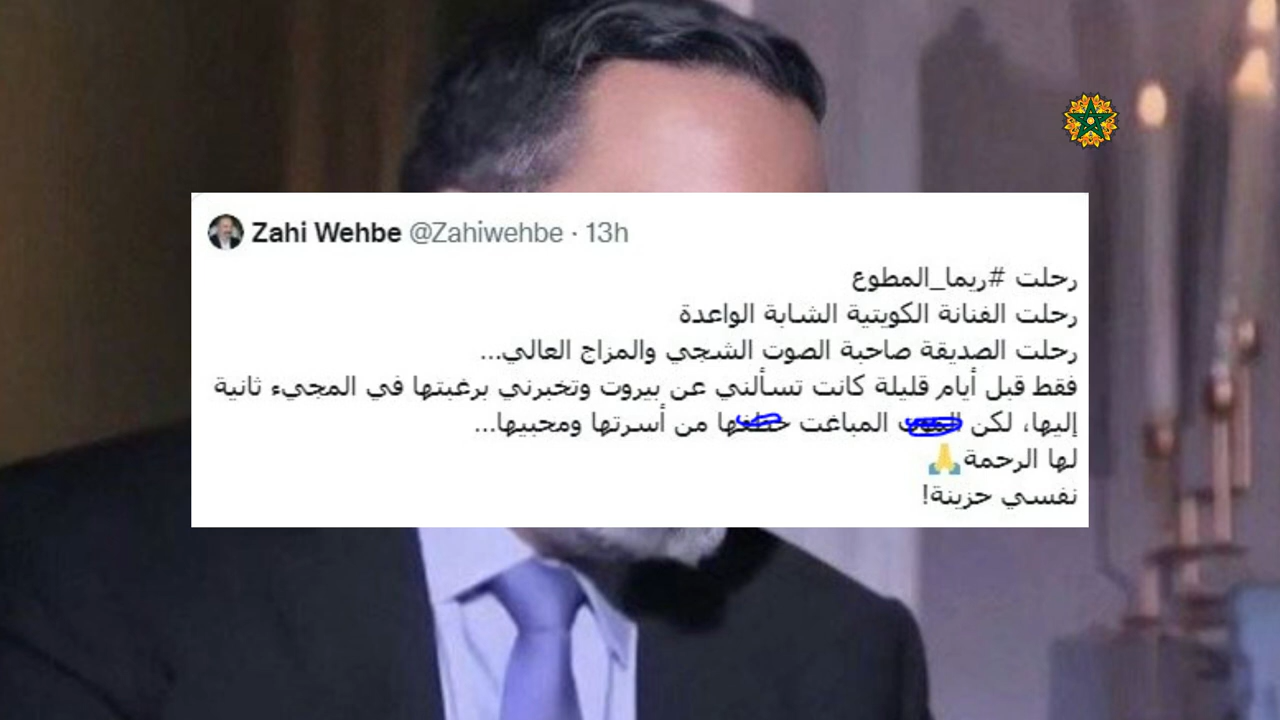 Zahi Wehbe @Zahiwehbe · 13h
رحلت #ريما_المطوع
رحلت الفنانة الكويتية الشابة الواعدة
رحلت الصديقة صاحبة الصوت الشجي والمزاج العالي...
فقط قبل أيام قليلة كانت تسألني عن بيروت وتخبرني برغبتها في المجيء ثانية
إليها، لكن المباغت من أسرتها ومحبيها...
لها الرحمة🙏
نفسي حزينة!